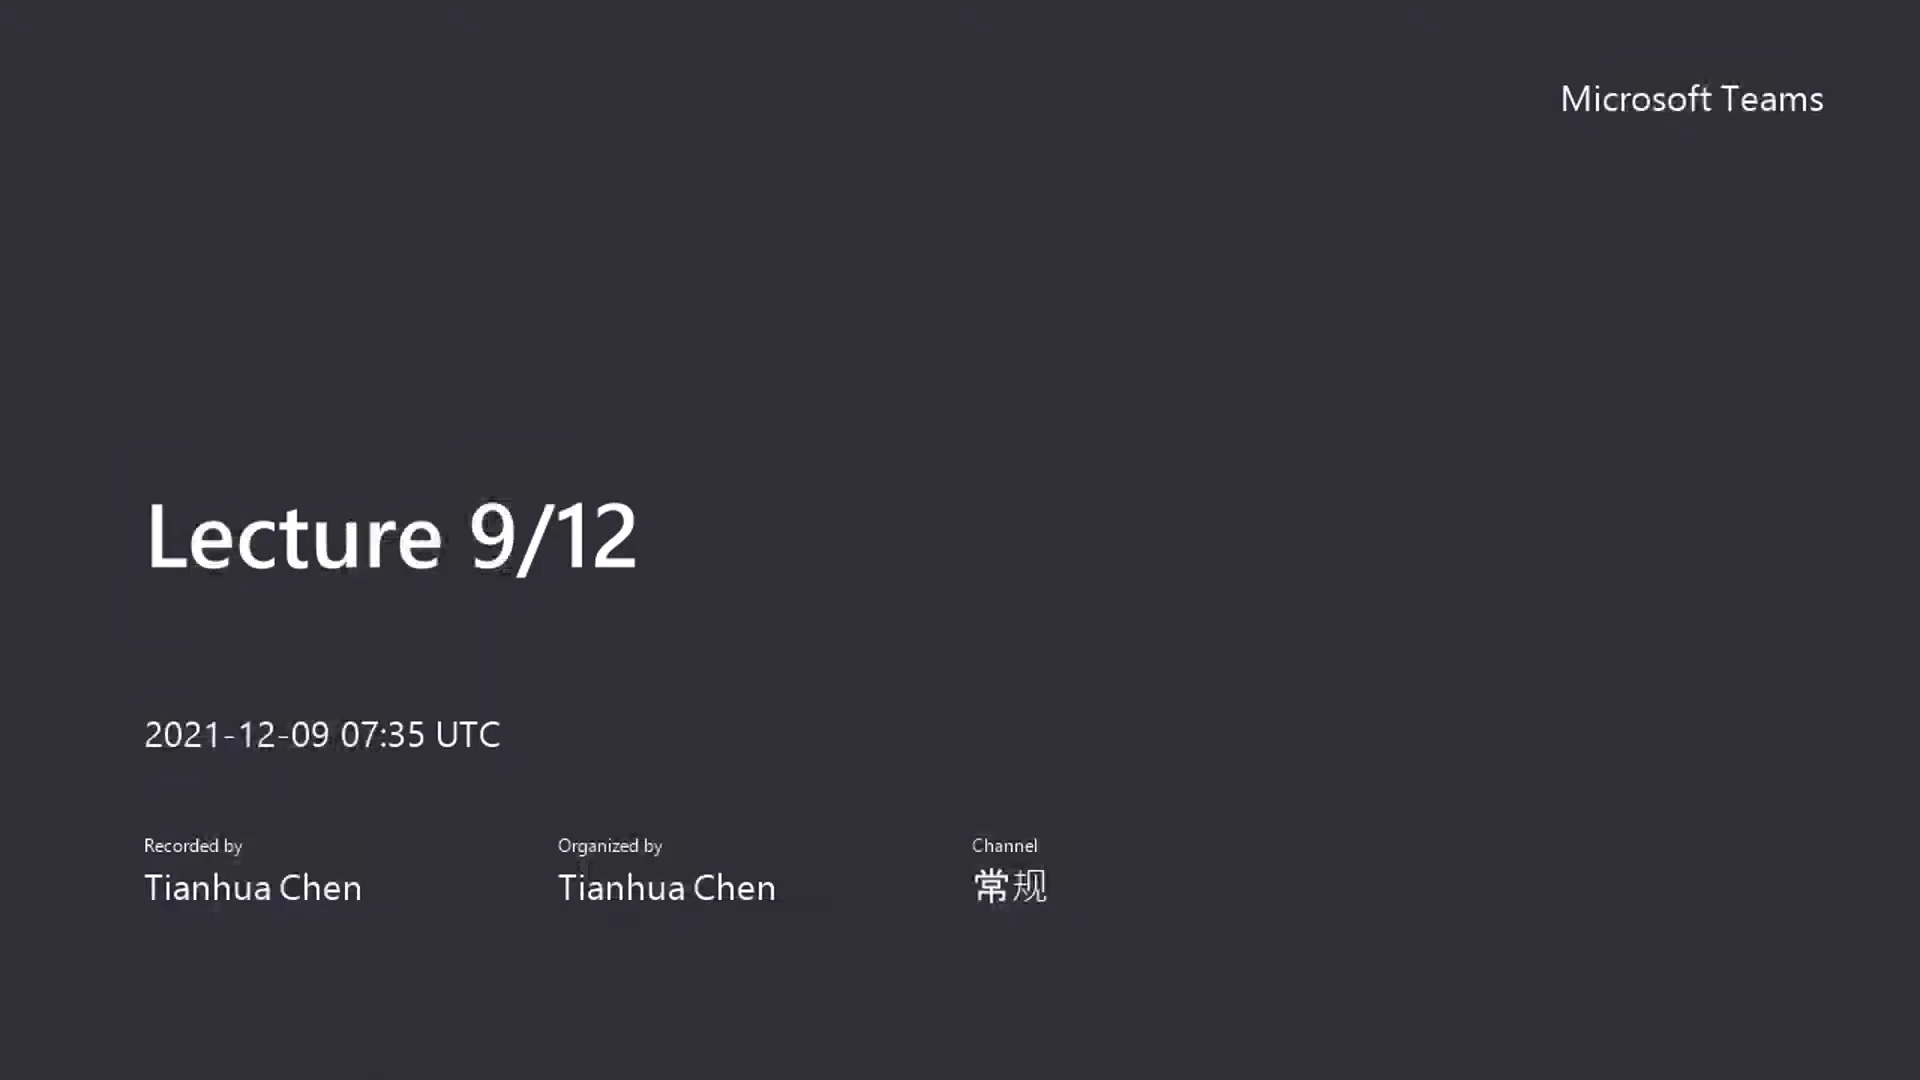 Microsoft Teams
Lecture 9/12
2021-12-09 07:35 UTC
Recorded by
Tianhua Chen
Organized by
Tianhua Chen
Channel
常规